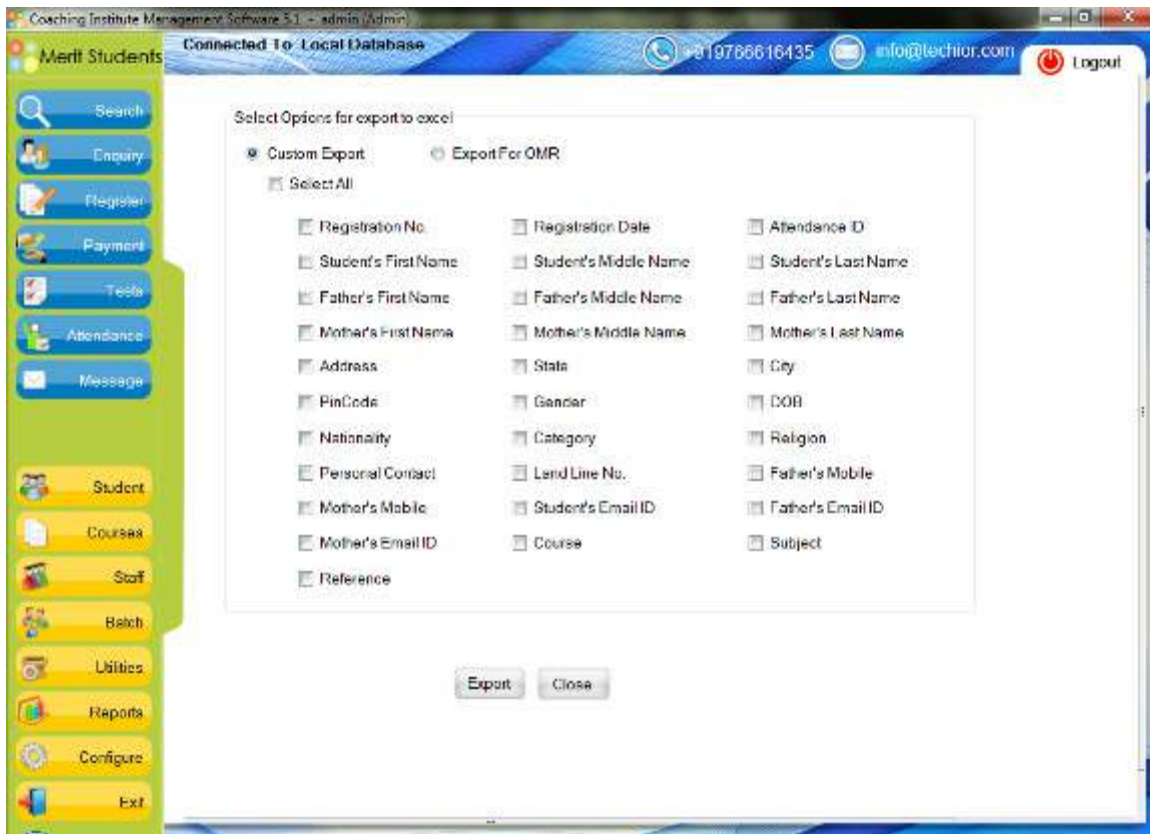 Coaching Institute Management Software 5.1 - admin (Admin)
Merit Students
Connected To Local Database
+919766616435
info@techior.com
Logout
Search
Enquiry
Register
Payment
Tests
Attendance
Message
Student
Courses
Staff
Batch
Utilities
Reports
Configure
Exit
Select Options for export to excel
Custom Export Export For OMR
Select All
Registration No. Registration Date Attendance ID
Student's First Name Student's Middle Name Student's Last Name
Father's First Name Father's Middle Name Father's Last Name
Mother's First Name Mother's Middle Name Mother's Last Name
Address State City
PinCode Gender DOB
Nationality Category Religion
Personal Contact Land Line No. Father's Mobile
Mother's Mobile Student's Email ID Father's Email ID
Mother's Email ID Course Subject
Reference
Export Close